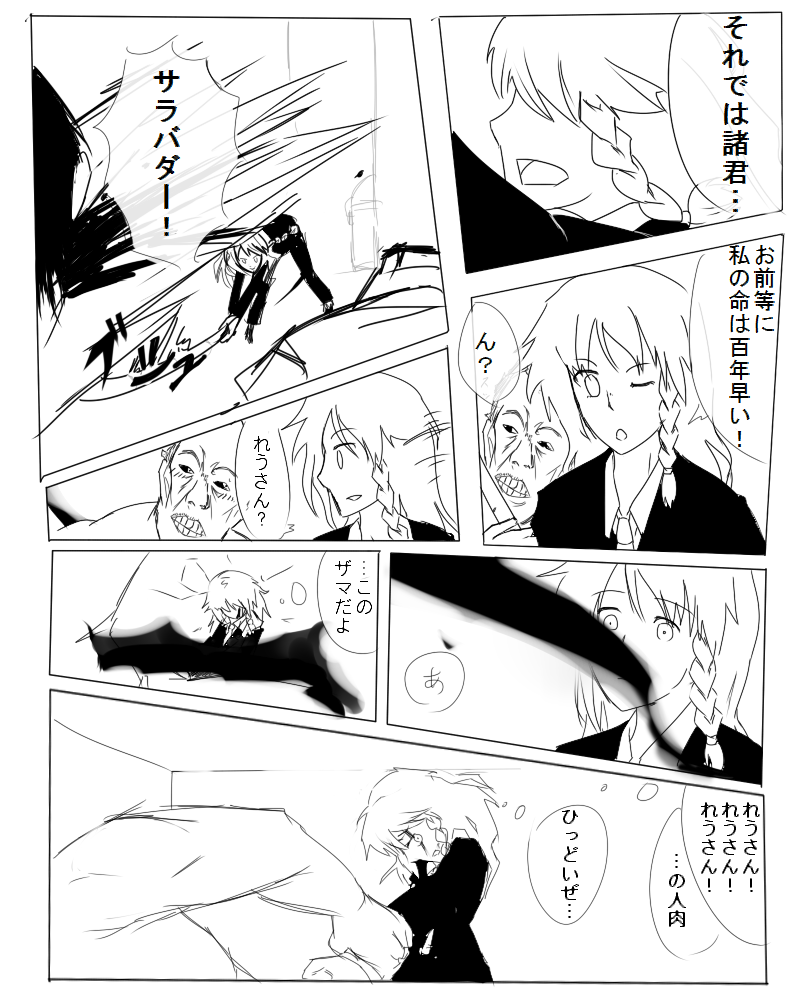 それでは諸君…
サラバダー!
お前等に
私の命は百年早い!
ん?
れうさん?
あ
…この
ザマだよ
れうさん!
れうさん!
れうさん!
…の人肉
ひっどいぜ…